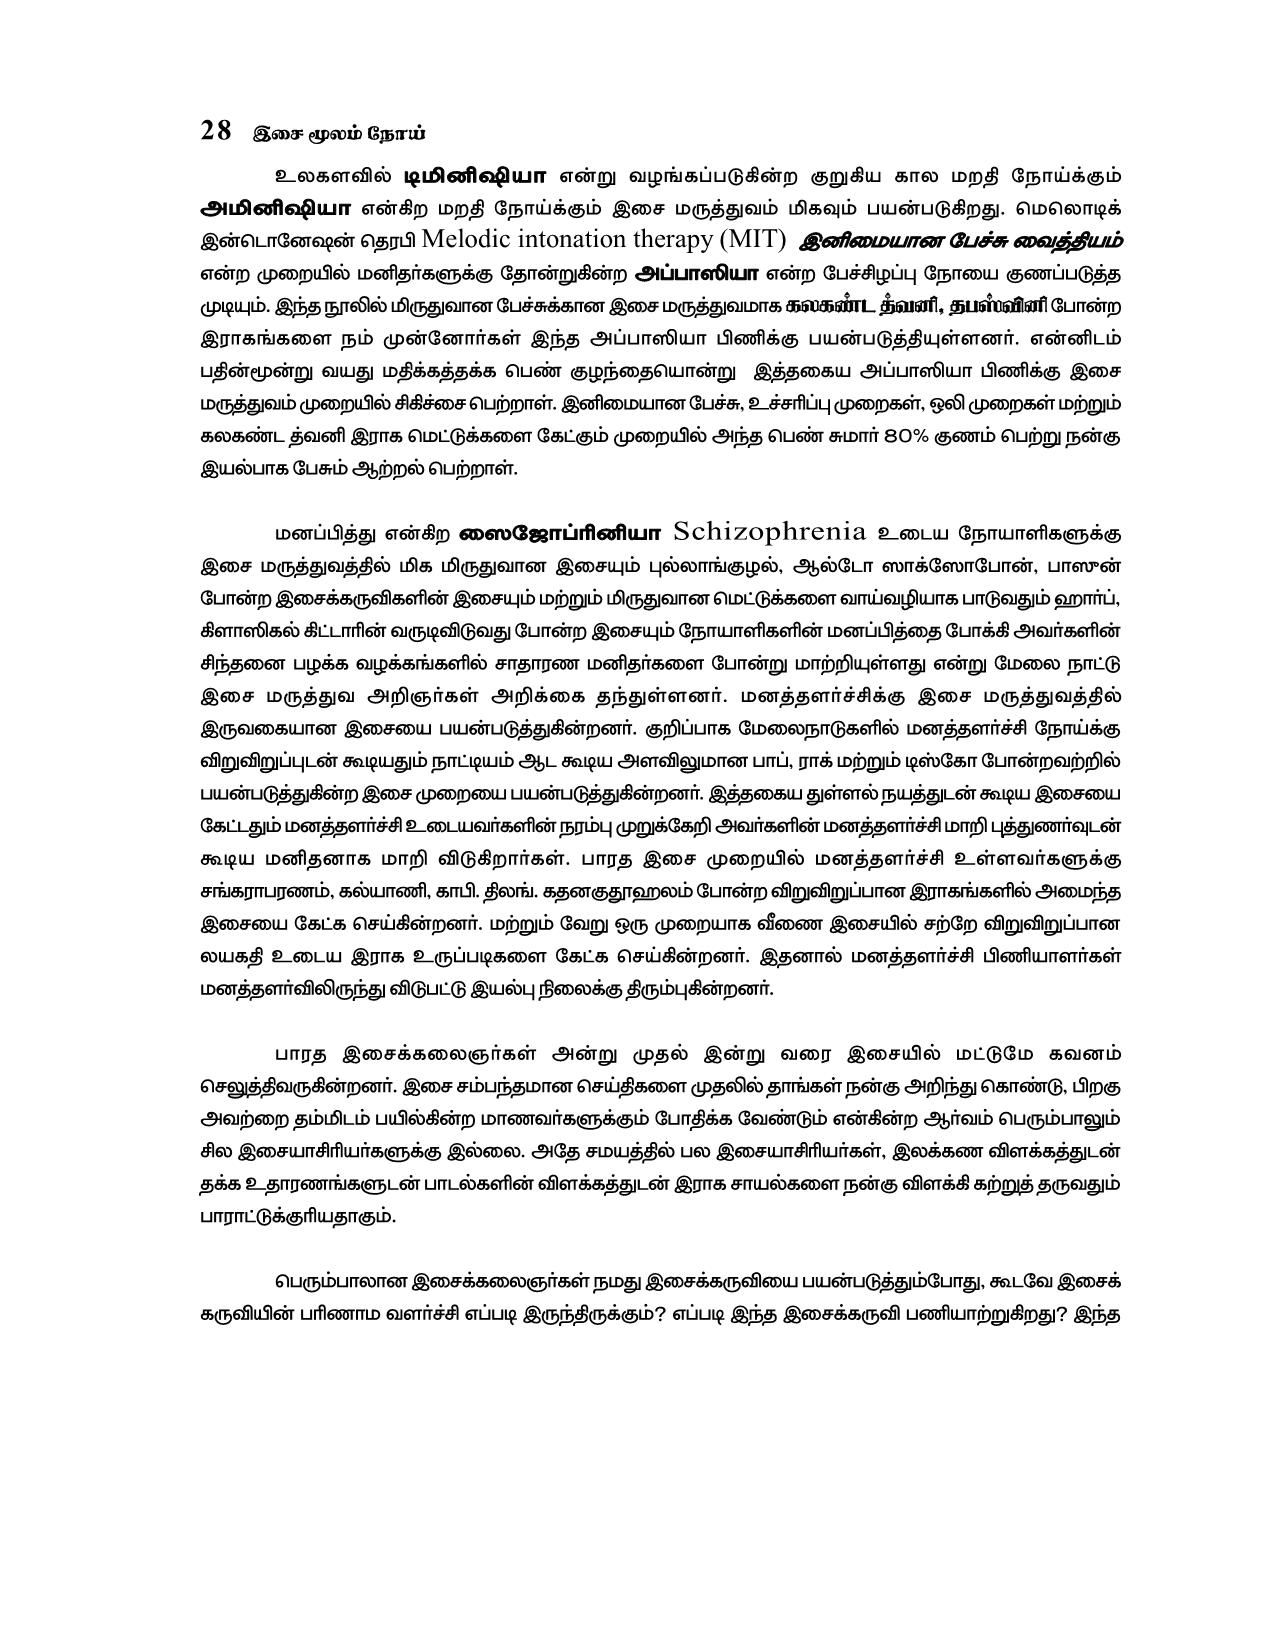 28 இசை மூலம் நோய்
உலகளவில் டிமினிஷியா என்று வழங்கப்படுகின்ற குறுகிய கால மறதி நோய்க்கும்
அமினிஷியா என்கிற மறதி நோய்க்கும் இசை மருத்துவம் மிகவும் பயன்படுகிறது. மெலொடிக்
இன்டொனேஷன் தெரபி Melodic intonation therapy (MIT) இனிமையான பேச்சு வைத்தியம்
என்ற முறையில் மனிதர்களுக்கு தோன்றுகின்ற அப்பாஸியா என்ற பேச்சிழப்பு நோயை குணப்படுத்த
முடியும். இந்த நூலில் மிருதுவான பேச்சுக்கான இசை மருத்துவமாக கலகண்ட த்வனி, தபஸ்வினி போன்ற
இராகங்களை நம் முன்னோர்கள் இந்த அப்பாஸியா பிணிக்கு பயன்படுத்தியுள்ளனர். என்னிடம்
பதின்மூன்று வயது மதிக்கத்தக்க பெண் குழந்தையொன்று இத்தகைய அப்பாஸியா பிணிக்கு இசை
மருத்துவம் முறையில் சிகிச்சை பெற்றாள். இனிமையான பேச்சு, உச்சரிப்பு முறைகள், ஒலி முறைகள் மற்றும்
கலகண்ட த்வனி இராக மெட்டுக்களை கேட்கும் முறையில் அந்த பெண் சுமார் 80% குணம் பெற்று நன்கு
இயல்பாக பேசும் ஆற்றல் பெற்றாள்.
மனப்பித்து என்கிற ஸைஜோப்ரினியா Schizophrenia உடைய நோயாளிகளுக்கு
இசை மருத்துவத்தில் மிக மிருதுவான இசையும் புல்லாங்குழல், ஆல்டோ ஸாக்ஸோபோன், பாஸுன்
போன்ற இசைக்கருவிகளின் இசையும் மற்றும் மிருதுவான மெட்டுக்களை வாய்வழியாக பாடுவதும் ஹார்ப்,
கிளாஸிகல் கிட்டாரின் வருடிவிடுவது போன்ற இசையும் நோயாளிகளின் மனப்பித்தை போக்கி அவர்களின்
சிந்தனை பழக்க வழக்கங்களில் சாதாரண மனிதர்களை போன்று மாற்றியுள்ளது என்று மேலை நாட்டு
இசை மருத்துவ அறிஞர்கள் அறிக்கை தந்துள்ளனர். மனத்தளர்ச்சிக்கு இசை மருத்துவத்தில்
இருவகையான இசையை பயன்படுத்துகின்றனர். குறிப்பாக மேலைநாடுகளில் மனத்தளர்ச்சி நோய்க்கு
விறுவிறுப்புடன் கூடியதும் நாட்டியம் ஆட கூடிய அளவிலுமான பாப், ராக் மற்றும் டிஸ்கோ போன்றவற்றில்
பயன்படுத்துகின்ற இசை முறையை பயன்படுத்துகின்றனர். இத்தகைய துள்ளல் நயத்துடன் கூடிய இசையை
கேட்டதும் மனத்தளர்ச்சி உடையவர்களின் நரம்பு முறுக்கேறி அவர்களின் மனத்தளர்ச்சி மாறி புத்துணர்வுடன்
கூடிய மனிதனாக மாறி விடுகிறார்கள். பாரத இசை முறையில் மனத்தளர்ச்சி உள்ளவர்களுக்கு
சங்கராபரணம், கல்யாணி, காபி. திலங். கதனகுதூஹலம் போன்ற விறுவிறுப்பான இராகங்களில் அமைந்த
இசையை கேட்க செய்கின்றனர். மற்றும் வேறு ஒரு முறையாக வீணை இசையில் சற்றே விறுவிறுப்பான
லயகதி உடைய இராக உருப்படிகளை கேட்க செய்கின்றனர். இதனால் மனத்தளர்ச்சி பிணியாளர்கள்
மனத்தளர்விலிருந்து விடுபட்டு இயல்பு நிலைக்கு திரும்புகின்றனர்.
பாரத இசைக்கலைஞர்கள் அன்று முதல் இன்று வரை இசையில் மட்டுமே கவனம்
செலுத்திவருகின்றனர். இசை சம்பந்தமான செய்திகளை முதலில் தாங்கள் நன்கு அறிந்து கொண்டு, பிறகு
அவற்றை தம்மிடம் பயில்கின்ற மாணவர்களுக்கும் போதிக்க வேண்டும் என்கின்ற ஆர்வம் பெரும்பாலும்
சில இசையாசிரியர்களுக்கு இல்லை. அதே சமயத்தில் பல இசையாசிரியர்கள், இலக்கண விளக்கத்துடன்
தக்க உதாரணங்களுடன் பாடல்களின் விளக்கத்துடன் இராக சாயல்களை நன்கு விளக்கி கற்றுத் தருவதும்
பாராட்டுக்குரியதாகும்.
பெரும்பாலான இசைக்கலைஞர்கள் நமது இசைக்கருவியை பயன்படுத்தும்போது, கூடவே இசைக்
கருவியின் பரிணாம வளர்ச்சி எப்படி இருந்திருக்கும்? எப்படி இந்த இசைக்கருவி பணியாற்றுகிறது? இந்த